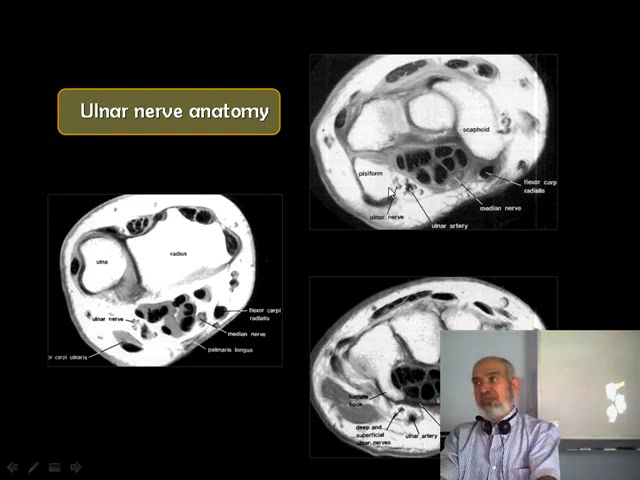 Ulnar nerve anatomy
scaphoid
pisiform
flexor carp
radialis
median nerve
ulnar nerve
ulnar artery
ulna
radius
ulnar nerve
flexor carpi
radialis
median nerve
or carpi ulnaris
palmaris longus
hamate
hook
deep and
superficial
ulnar nerves
ulnar artery